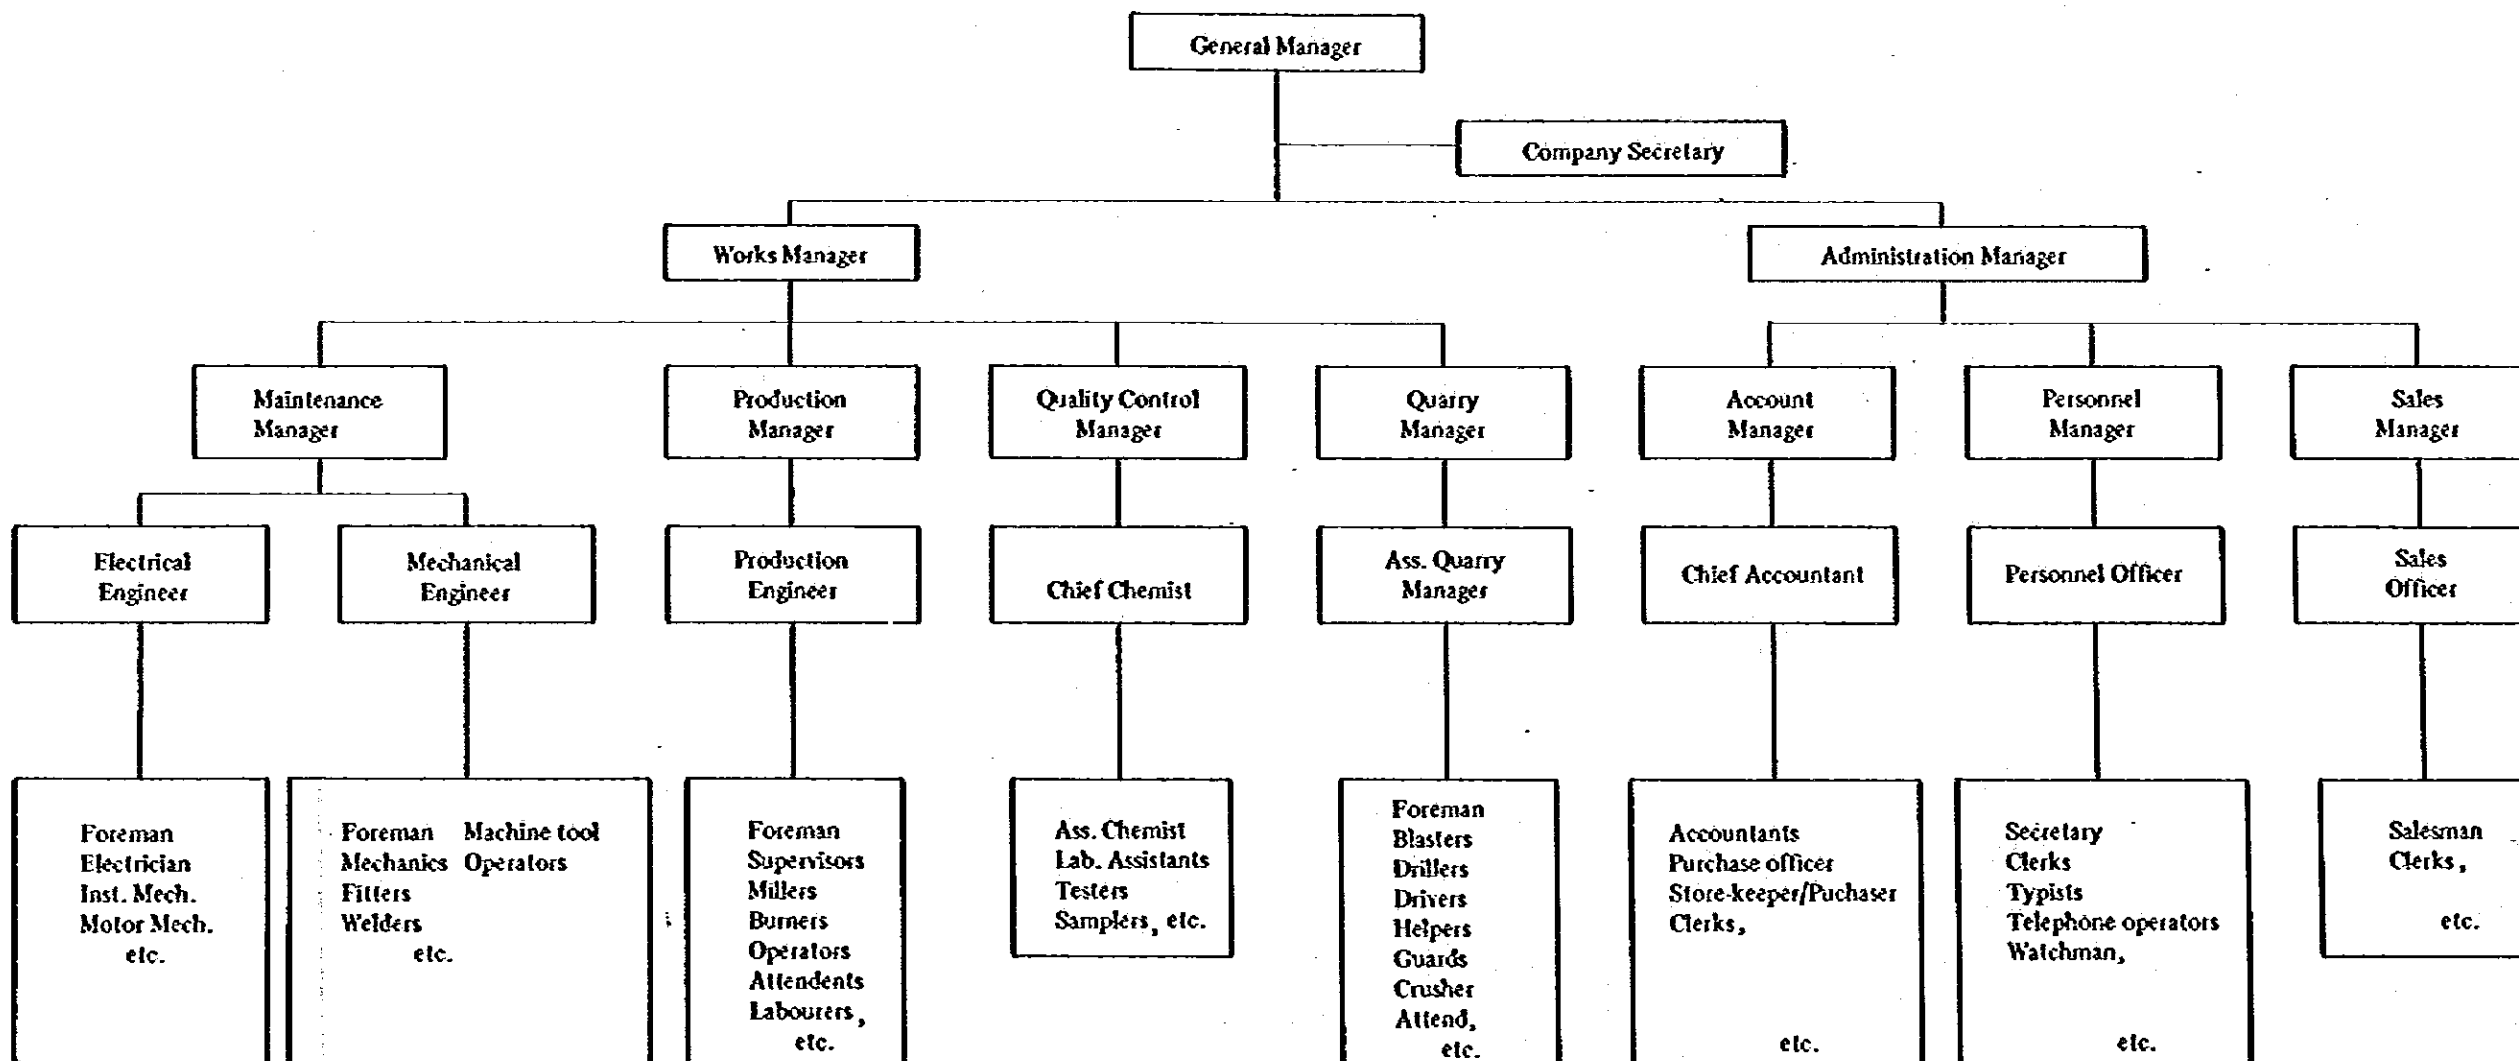 General Manager
Company Secretary
Works Manager
Administration Manager
Maintenance
Manager
Production
Manager
Quality Control
Manager
Quarry
Manager
Account
Manager
Personnel
Manager
Sales
Manager
Electrical
Engineer
Mechanical
Engineer
Production
Engineer
Chief Chemist
Ass. Quarry
Manager
Chief Accountant
Personnel Officer
Sales
Officer
Foreman
Electrician
Inst. Mech.
Motor Mech.
etc.
Foreman Machine tool
Mechanics Operators
Fitters
Welders
etc.
Foreman
Supervisors
Millers
Burners
Operators
Attendents
Labourers,
etc.
Ass. Chemist
Lab. Assistants
Testers
Samplers, etc.
Foreman
Blasters
Drillers
Drivers
Helpers
Guards
Crusher
Attend,
etc.
Accountants
Purchase officer
Store-keeper/Puchaser
Clerks,
etc.
Secretary
Clerks
Typists
Telephone operators
Watchman,
etc.
Salesman
Clerks,
etc.